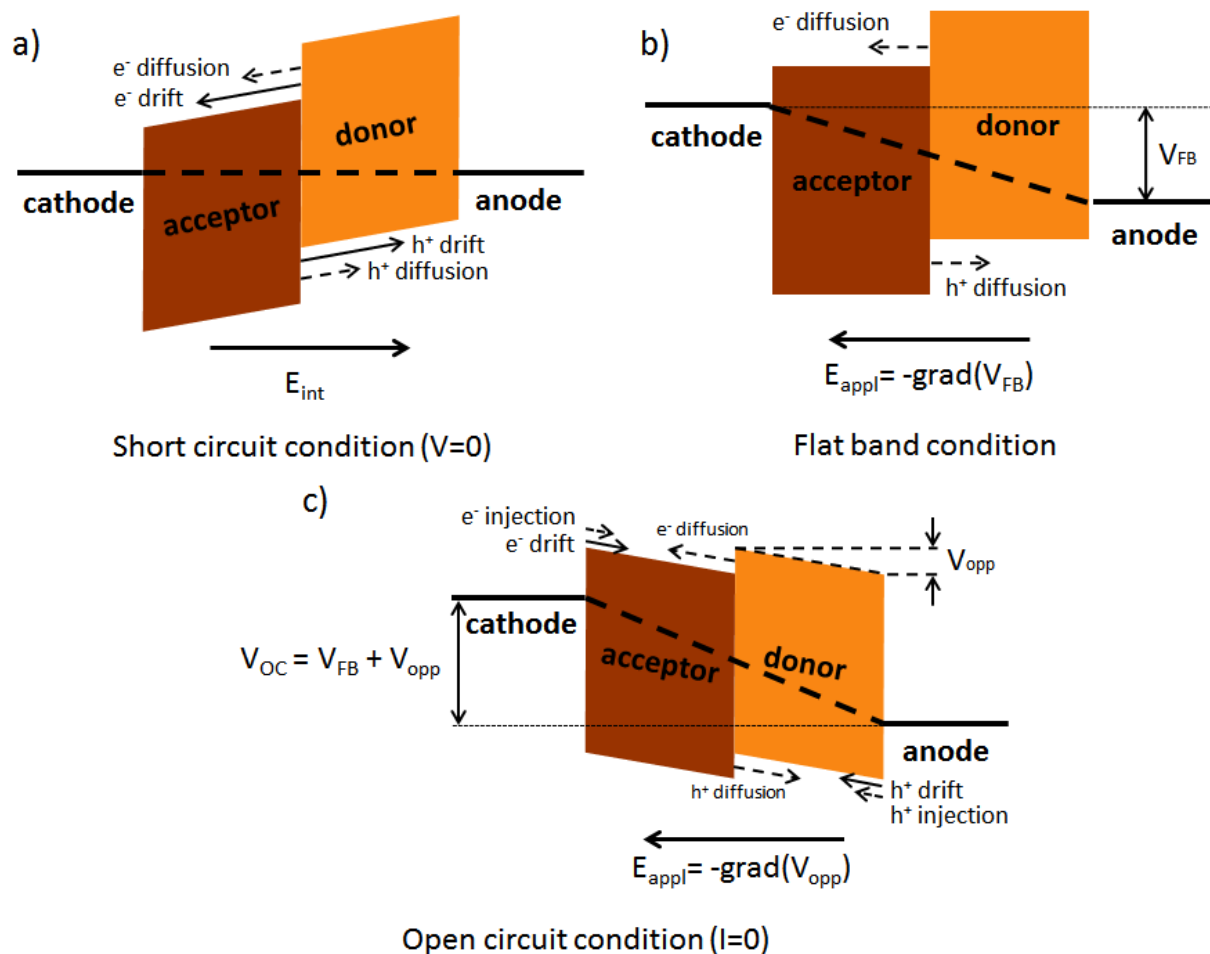 a)
e⁻ diffusion
e⁻ drift
donor
cathode
acceptor
anode
h⁺ drift
h⁺ diffusion
E_int
Short circuit condition (V=0)
b)
e⁻ diffusion
cathode
donor
V_FB
acceptor
anode
h⁺ diffusion
E_appl= -grad(V_FB)
Flat band condition
c)
e⁻ injection
e⁻ drift
e⁻ diffusion
V_opp
cathode
V_OC = V_FB + V_opp
acceptor
donor
anode
h⁺ diffusion
h⁺ drift
h⁺ injection
E_appl= -grad(V_opp)
Open circuit condition (I=0)